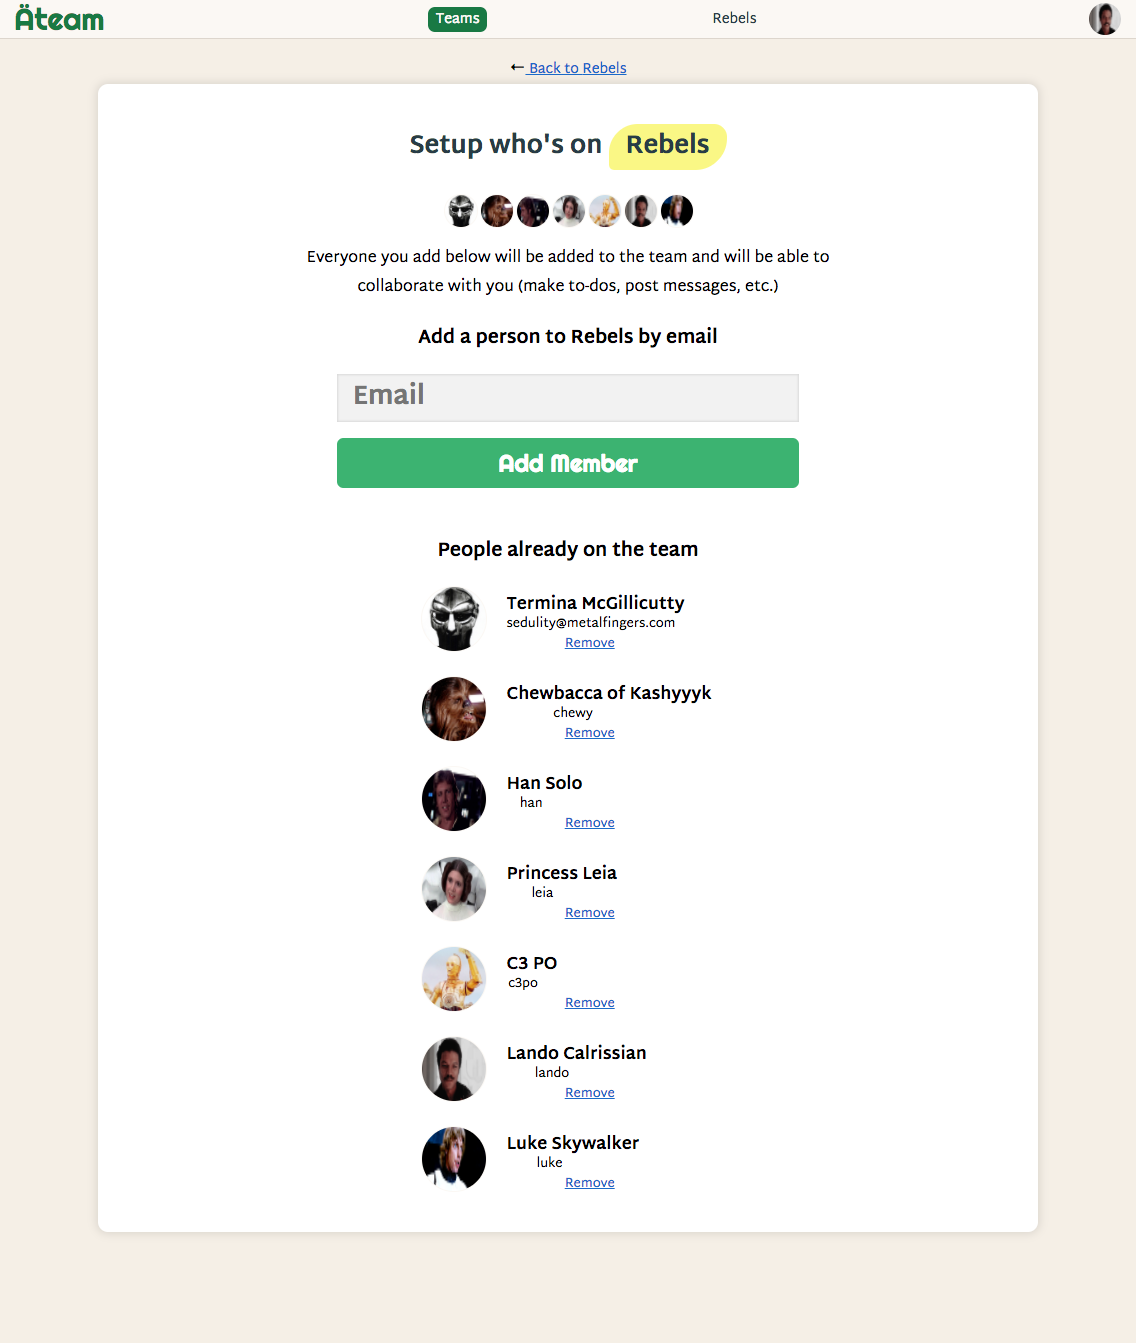 Äteam
Teams
Rebels
← Back to Rebels
Setup who's on Rebels
Everyone you add below will be added to the team and will be able to
collaborate with you (make to-dos, post messages, etc.)
Add a person to Rebels by email
Email
Add Member
People already on the team
Termina McGillicutty
sedulity@metalfingers.com
Remove
Chewbacca of Kashyyyk
chewy
Remove
Han Solo
han
Remove
Princess Leia
leia
Remove
C3 PO
c3po
Remove
Lando Calrissian
lando
Remove
Luke Skywalker
luke
Remove